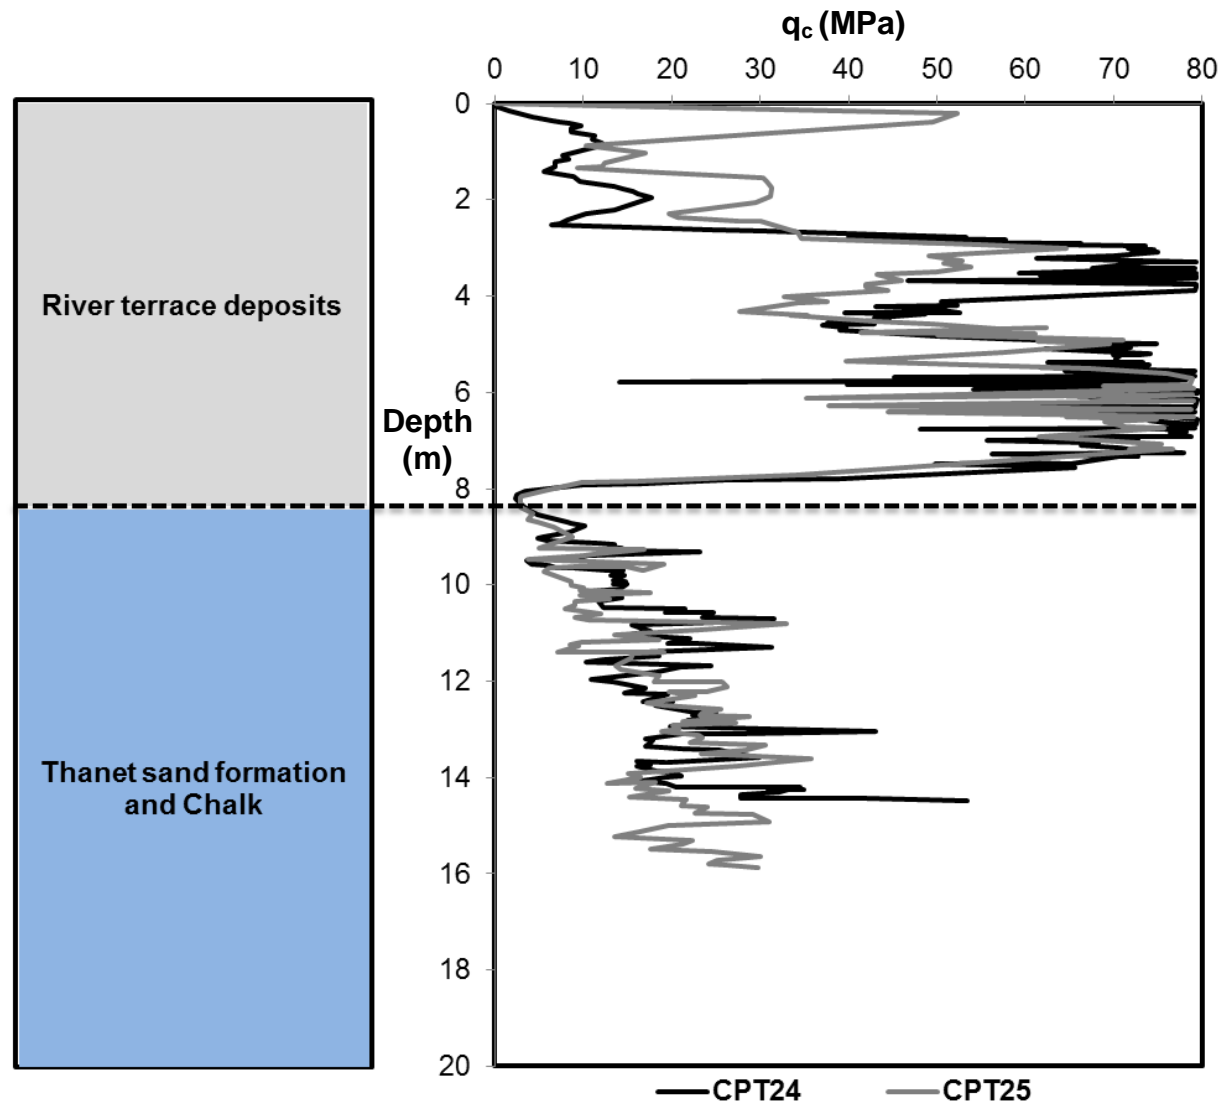 qc (MPa)
0 10 20 30 40 50 60 70 80
0
2
River terrace deposits
4
6
Depth
(m)
8
10
12
Thanet sand formation
and Chalk
14
16
18
20
CPT24 CPT25